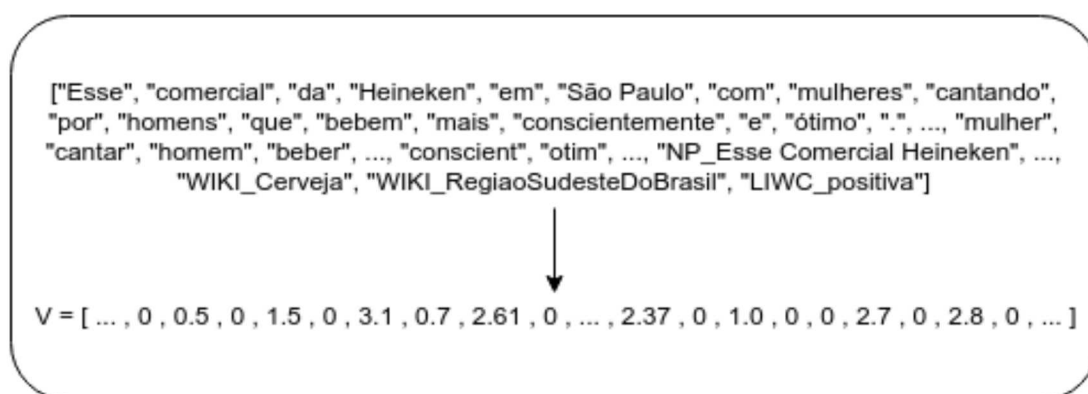 ["Esse", "comercial", "da", "Heineken", "em", "São Paulo", "com", "mulheres", "cantando",
"por", "homens", "que", "bebem", "mais", "conscientemente", "e", "ótimo", ".", ..., "mulher",
"cantar", "homem", "beber", ..., "conscient", "otim", ..., "NP_Esse Comercial Heineken", ...,
"WIKI_Cerveja", "WIKI_RegiaoSudesteDoBrasil", "LIWC_positiva"]
V = [ ... , 0 , 0.5 , 0 , 1.5 , 0 , 3.1 , 0.7 , 2.61 , 0 , ... , 2.37 , 0 , 1.0 , 0 , 0 , 2.7 , 0 , 2.8 , 0 , ... ]